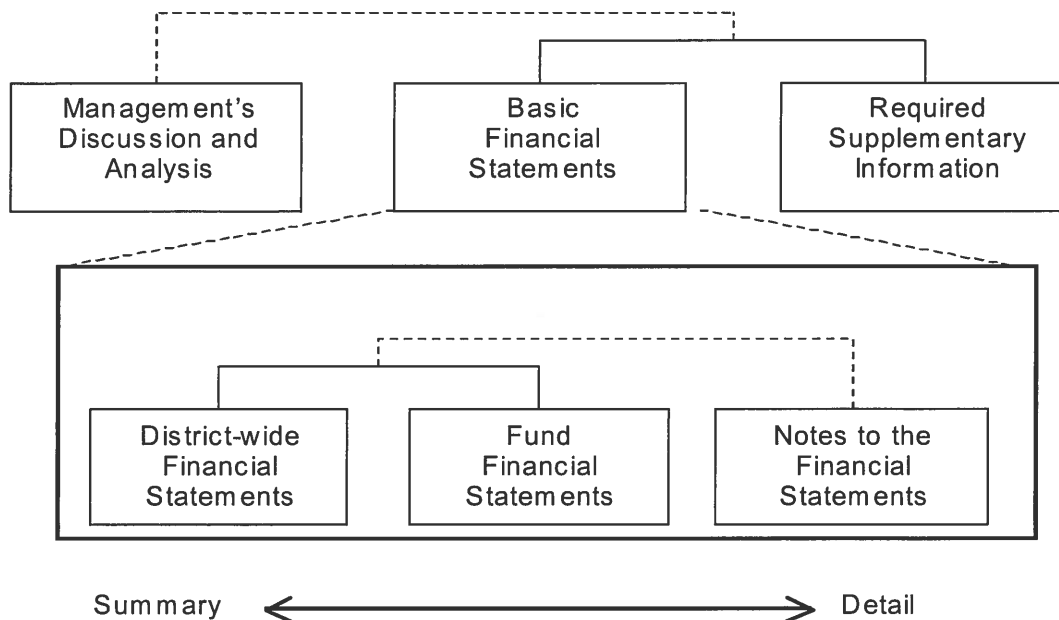 Management's
Discussion and
Analysis
Basic
Financial
Statements
Required
Supplementary
Information
District-wide
Financial
Statements
Fund
Financial
Statements
Notes to the
Financial
Statements
Summary
Detail